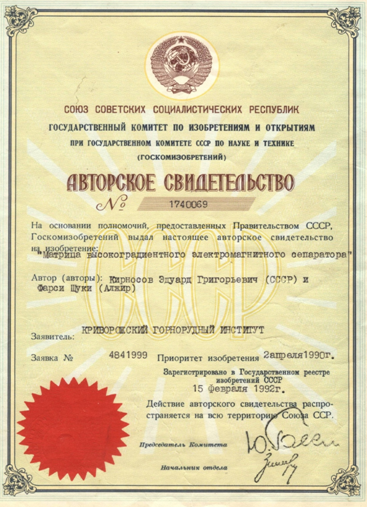 СОЮЗ СОВЕТСКИХ СОЦИАЛИСТИЧЕСКИХ РЕСПУБЛИК
ГОСУДАРСТВЕННЫЙ КОМИТЕТ ПО ИЗОБРЕТЕНИЯМ И ОТКРЫТИЯМ
ПРИ ГОСУДАРСТВЕННОМ КОМИТЕТЕ СССР ПО НАУКЕ И ТЕХНИКЕ
(ГОСКОМИЗОБРЕТЕНИЙ)
АВТОРСКОЕ СВИДЕТЕЛЬСТВО
№ 1740069
На основании полномочий, предоставленных Правительством СССР,
Госкомизобретений выдал настоящее авторское свидетельство
на изобретение:
"Матрица высокоградиентного электромагнитного сепаратора"
Автор (авторы): Кирносов Эдуард Григорьевич (СССР) и
Фарси Шуки (Алжир)
КРИВОРОЖСКИЙ ГОРНОРУДНЫЙ ИНСТИТУТ
Заявитель:
Заявка № 4841999 Приоритет изобретения 2апреля1990г.
Зарегистрировано в Государственном реестре
изобретений СССР
15 февраля 1992г.
Действие авторского свидетельства распро-
страняется на всю территорию Союза ССР.
Председатель Комитета
Начальник отдела
СССР